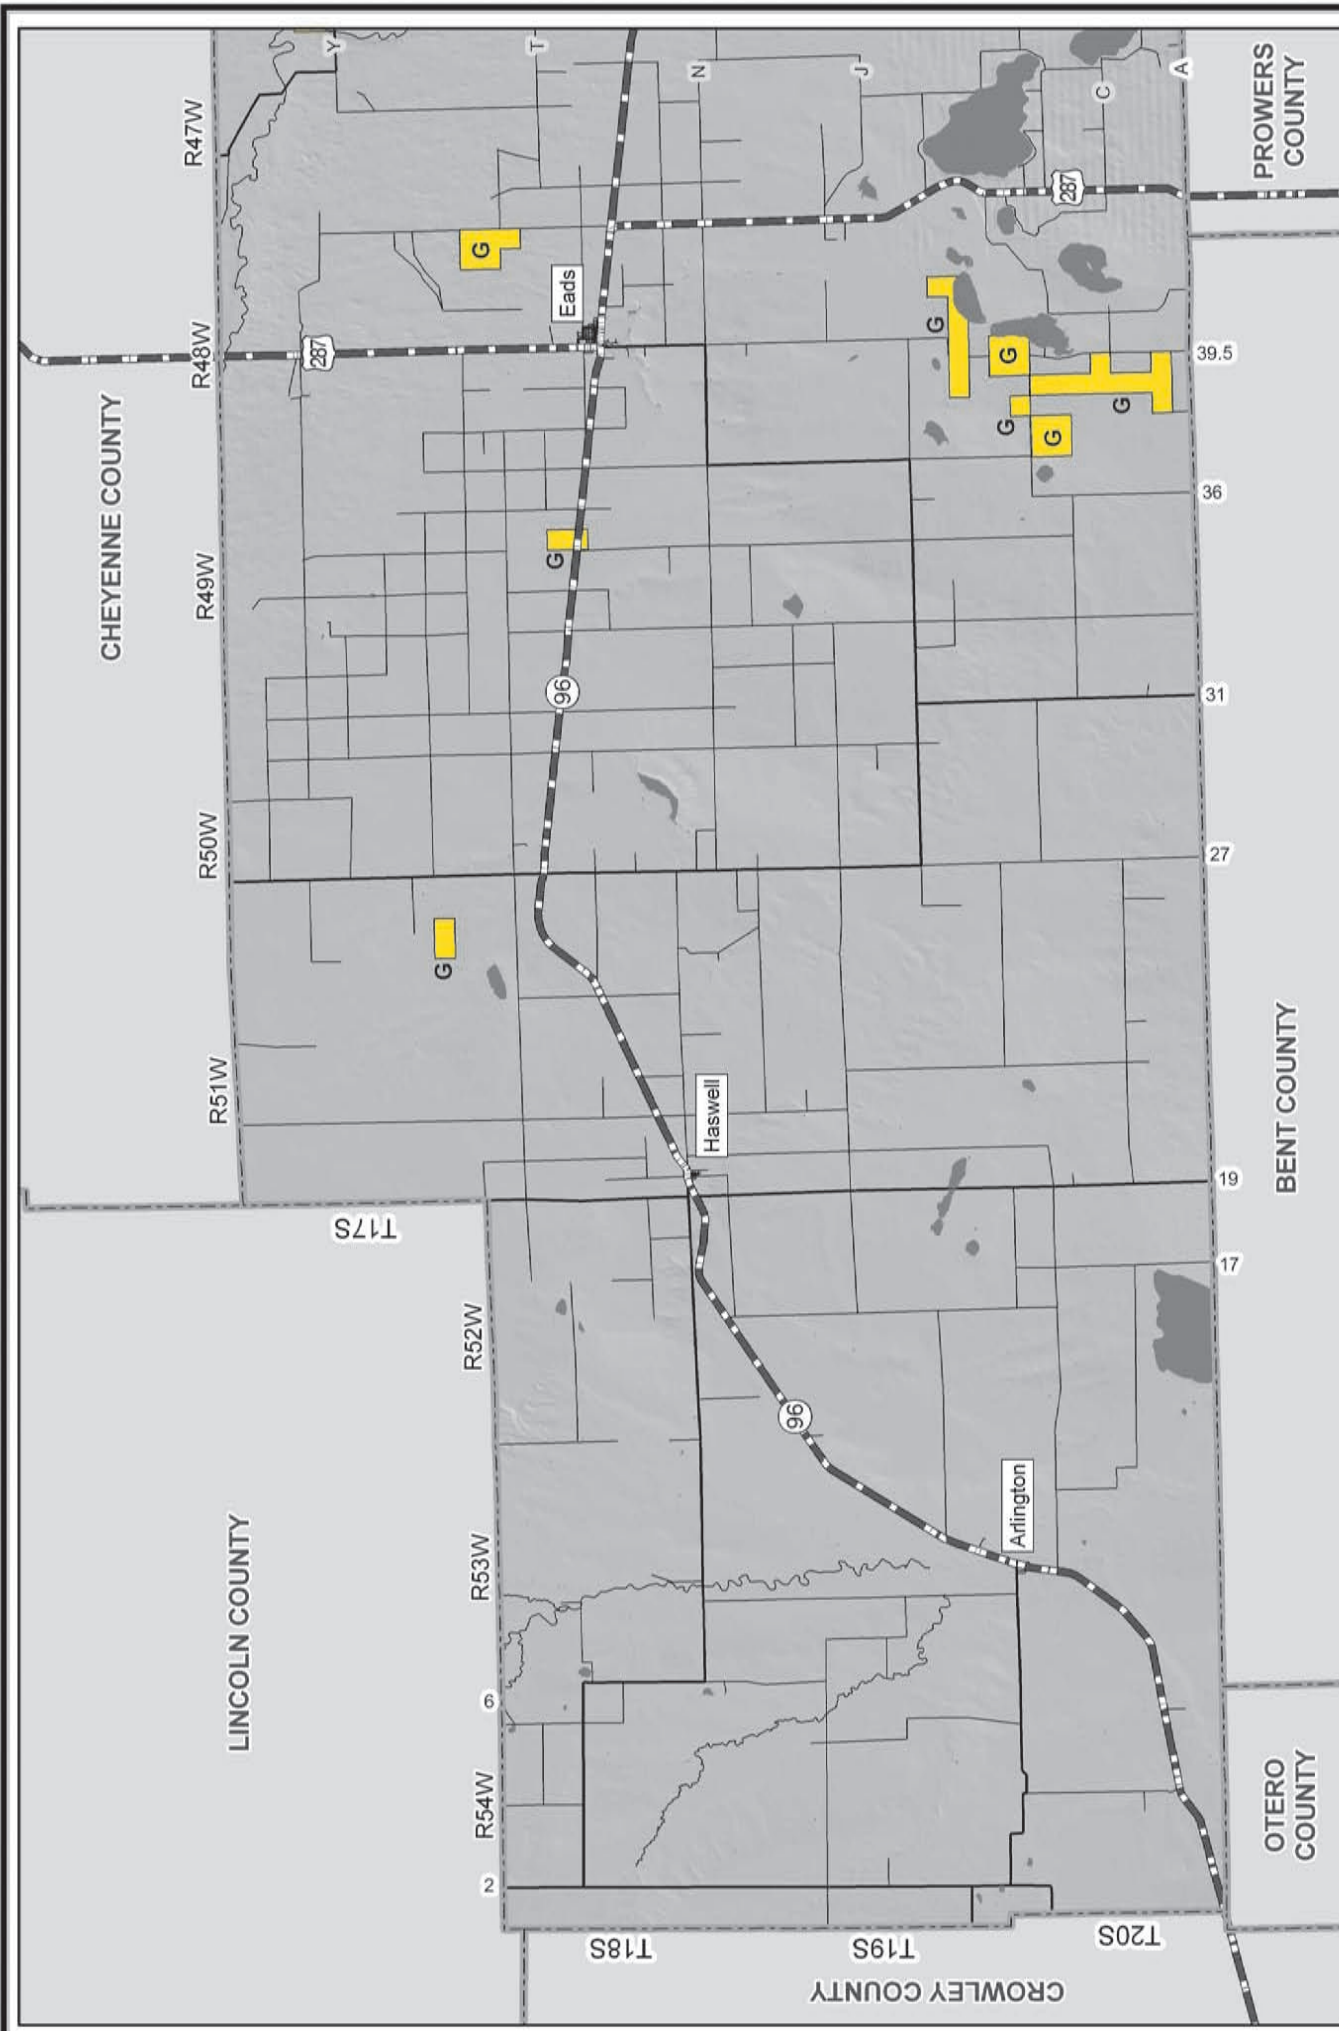 CHEYENNE COUNTY
LINCOLN COUNTY
R54W
R53W
R52W
R51W
R50W
R49W
R48W
R47W
2
6
T17S
T18S
T19S
T20S
CROWLEY COUNTY
Y
T
N
J
C
A
287
287
96
96
Eads
Haswell
Arlington
G
G
G
G
G
G
G
G
17
19
27
31
36
39.5
OTERO
COUNTY
BENT COUNTY
PROWERS
COUNTY